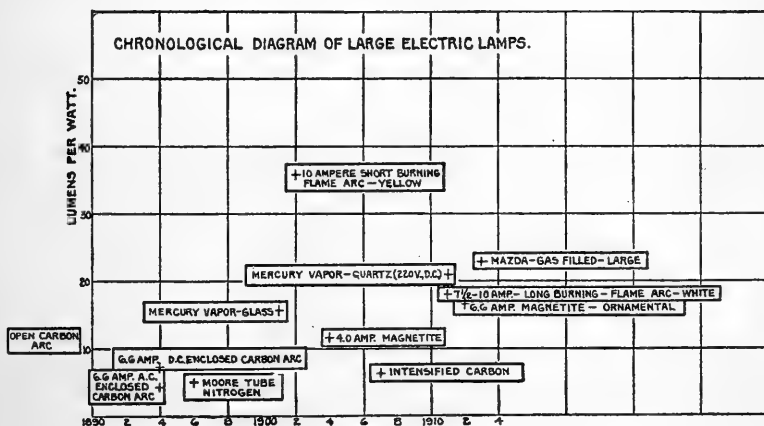 CHRONOLOGICAL DIAGRAM OF LARGE ELECTRIC LAMPS.
LUMENS PER WATT.
50
40
30
20
10
10 AMPERE SHORT BURNING
FLAME ARC — YELLOW
MAZDA-GAS FILLED-LARGE
MERCURY VAPOR-QUARTZ (220V.,D.C.)
7½-10 AMP.- LONG BURNING - FLAME ARC-WHITE
6.6 AMP. MAGNETITE - ORNAMENTAL
MERCURY VAPOR-GLASS
OPEN CARBON
ARC
4.0 AMP. MAGNETITE
6.6 AMP. D.C. ENCLOSED CARBON ARC
6.6 AMP. A.C.
ENCLOSED
CARBON ARC
MOORE TUBE
NITROGEN
INTENSIFIED CARBON
1890 2 4 6 8 1900 2 4 6 8 1910 2 4